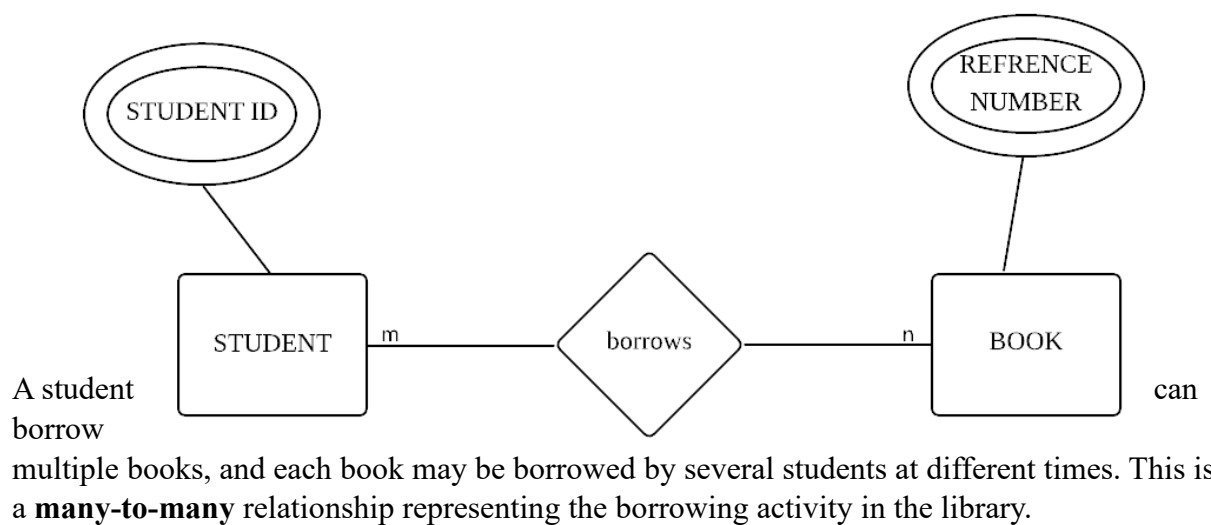 STUDENT ID
REFRENCE
NUMBER
STUDENT
m
borrows
n
BOOK
A student can
borrow
multiple books, and each book may be borrowed by several students at different times. This is
a many-to-many relationship representing the borrowing activity in the library.